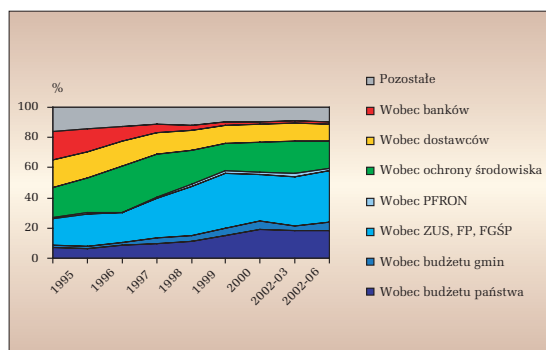 %
100
80
60
40
20
0
1995
1996
1997
1998
1999
2000
2002-03
2002-06
Pozostałe
Wobec banków
Wobec dostawców
Wobec ochrony środowiska
Wobec PFRON
Wobec ZUS, FP, FGŚP
Wobec budżetu gmin
Wobec budżetu państwa